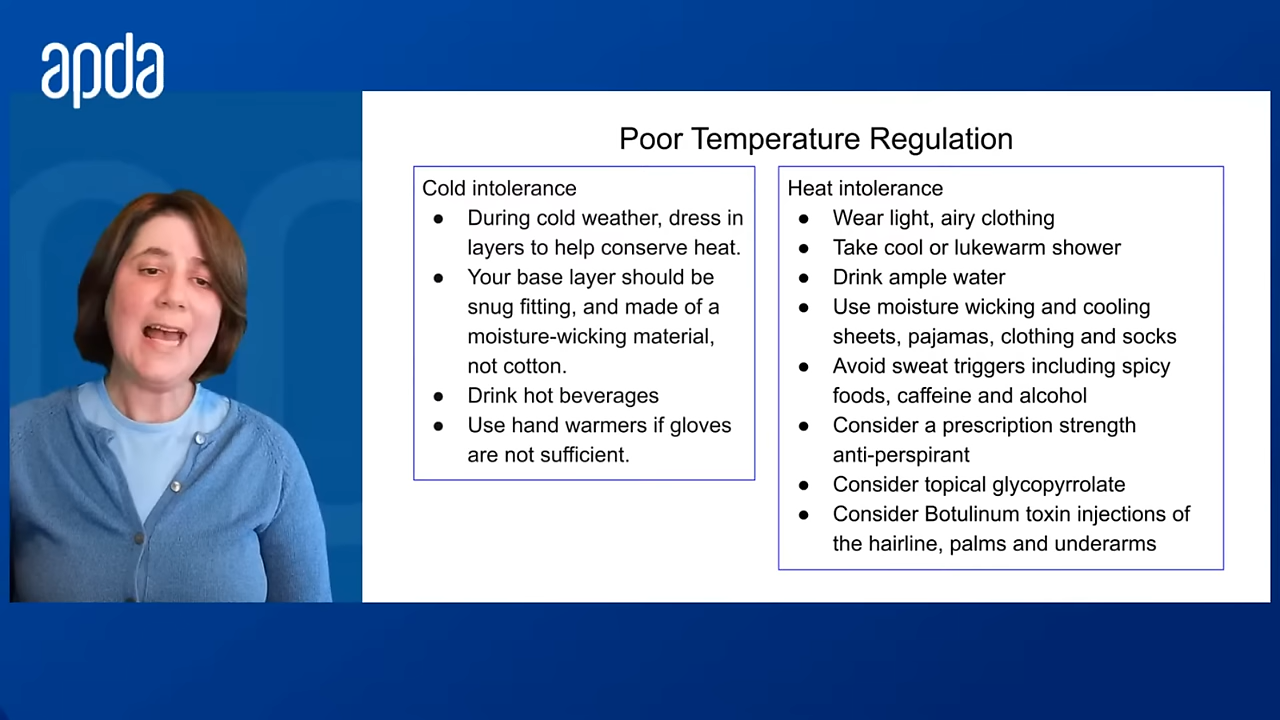 apda
Poor Temperature Regulation
Cold intolerance
● During cold weather, dress in
layers to help conserve heat.
● Your base layer should be
snug fitting, and made of a
moisture-wicking material,
not cotton.
● Drink hot beverages
● Use hand warmers if gloves
are not sufficient.
Heat intolerance
● Wear light, airy clothing
● Take cool or lukewarm shower
● Drink ample water
● Use moisture wicking and cooling
sheets, pajamas, clothing and socks
● Avoid sweat triggers including spicy
foods, caffeine and alcohol
● Consider a prescription strength
anti-perspirant
● Consider topical glycopyrrolate
● Consider Botulinum toxin injections of
the hairline, palms and underarms